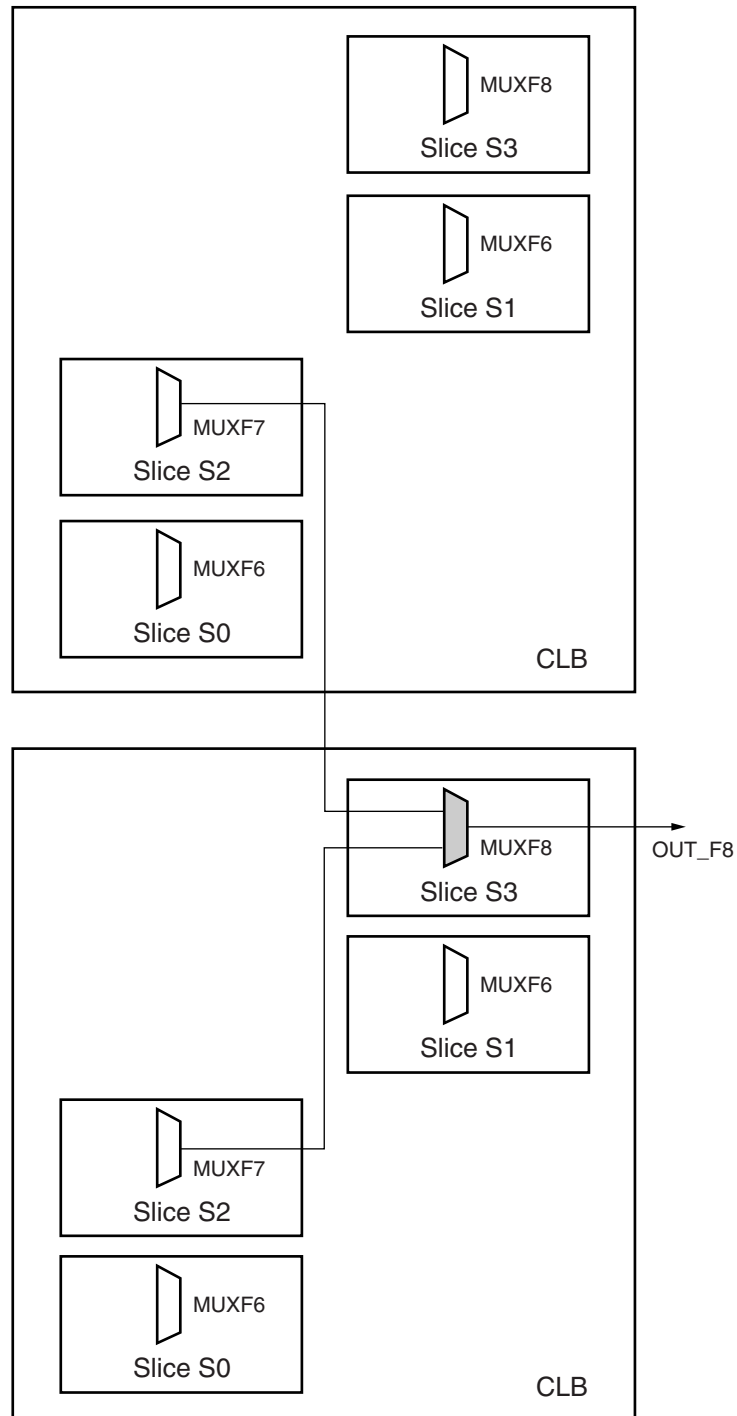 MUXF8
Slice S3
MUXF6
Slice S1
MUXF7
Slice S2
MUXF6
Slice S0
CLB
MUXF8
OUT_F8
Slice S3
MUXF6
Slice S1
MUXF7
Slice S2
MUXF6
Slice S0
CLB